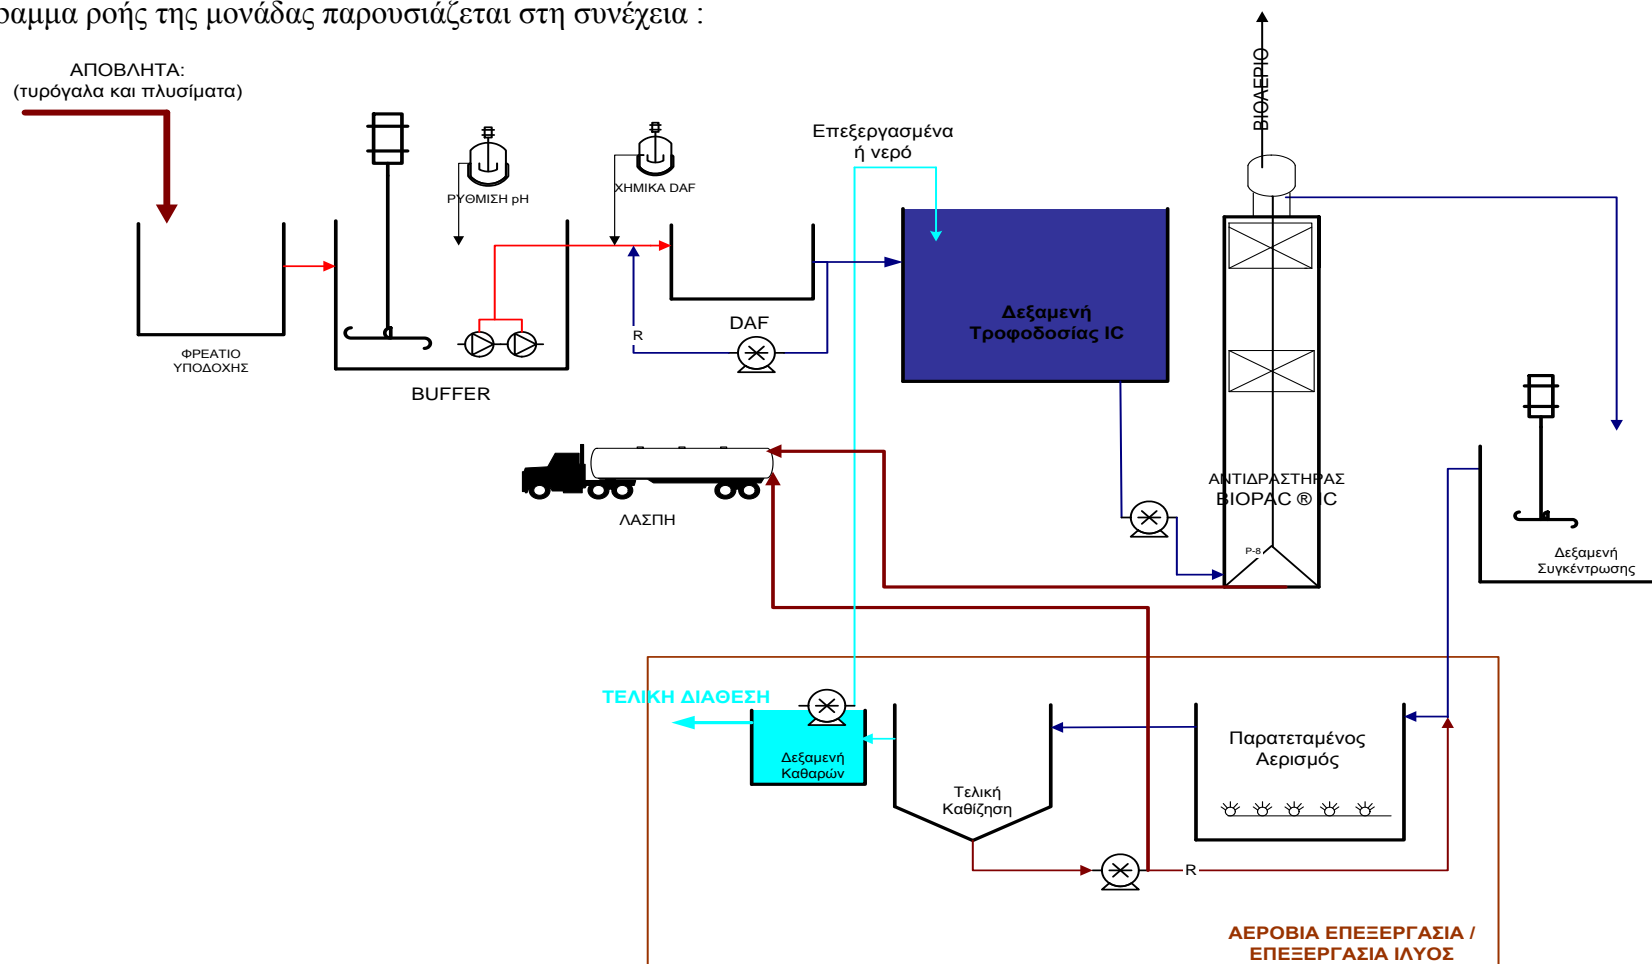 ραμμα ροής της μονάδας παρουσιάζεται στη συνέχεια :
ΑΠΟΒΛΗΤΑ:
(τυρόγαλα και πλυσίματα)
ΒΙΟΑΕΡΙΟ
Επεξεργασμένα
ή νερό
ΡΥΘΜΙΣΗ pH
ΧΗΜΙΚΑ DAF
ΦΡΕΑΤΙΟ
ΥΠΟΔΟΧΗΣ
BUFFER
R
DAF
Δεξαμενή
Τροφοδοσίας IC
ΑΝΤΙΔΡΑΣΤΗΡΑΣ
BIOPAC ® IC
P-8
ΛΑΣΠΗ
Δεξαμενή
Συγκέντρωσης
ΤΕΛΙΚΗ ΔΙΑΘΕΣΗ
Δεξαμενή
Καθαρών
Τελική
Καθίζηση
Παρατεταμένος
Αερισμός
R
ΑΕΡΟΒΙΑ ΕΠΕΞΕΡΓΑΣΙΑ /
ΕΠΕΞΕΡΓΑΣΙΑ ΙΛΥΟΣ